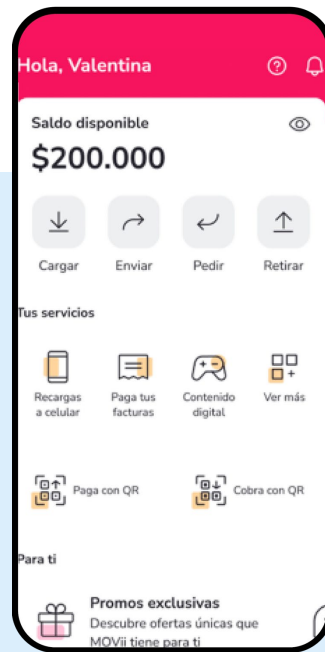 Hola, Valentina
Saldo disponible
$200.000
Cargar
Enviar
Pedir
Retirar
Tus servicios
Recargas
a celular
Paga tus
facturas
Contenido
digital
Ver más
Paga con QR
Cobra con QR
Para ti
Promos exclusivas
Descubre ofertas únicas que
MOVii tiene para ti